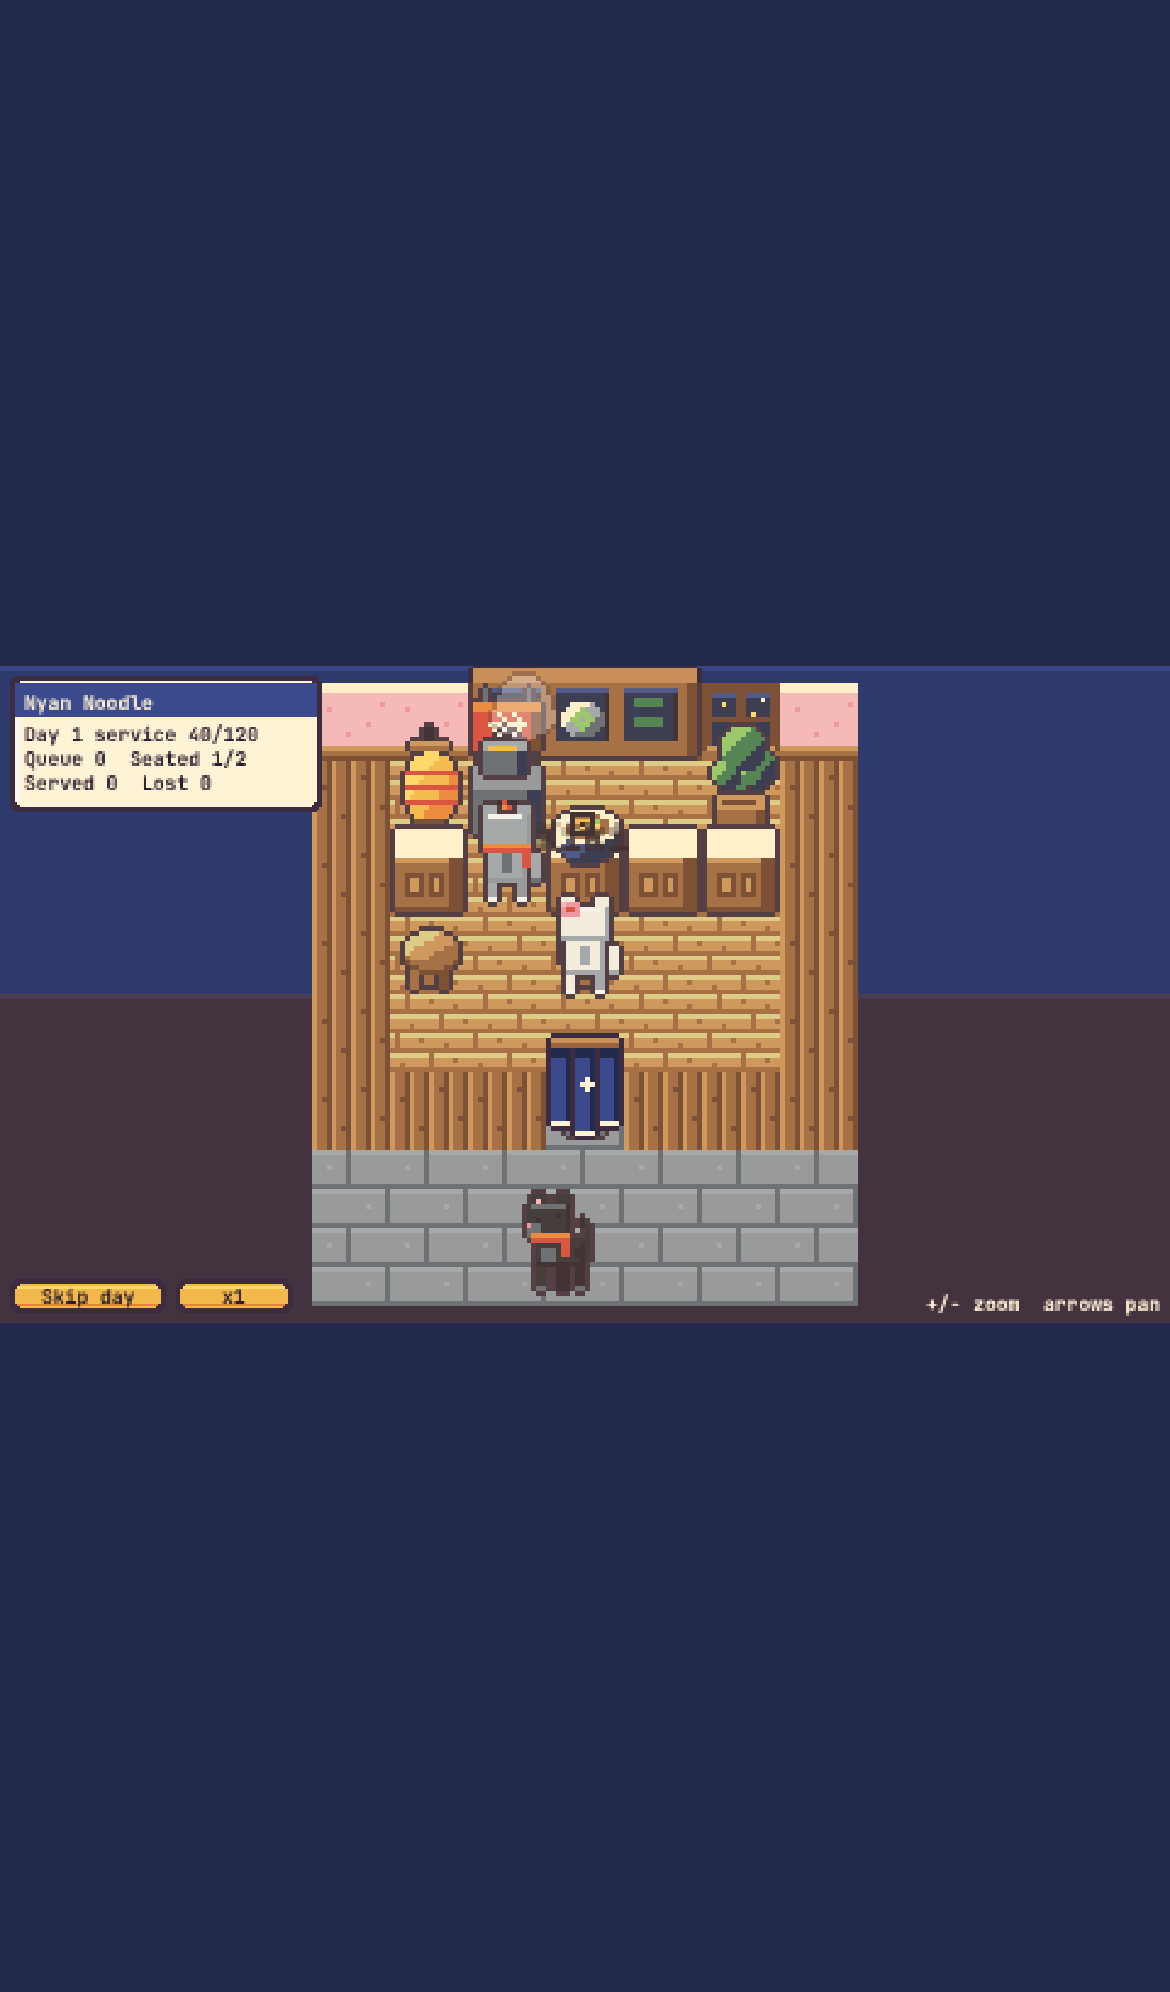 Nyan Noodle
Day 1 service 40/120
Queue 0  Seated 1/2
Served 0  Lost 0
Skip day
x1
+/- zoom  arrows pan